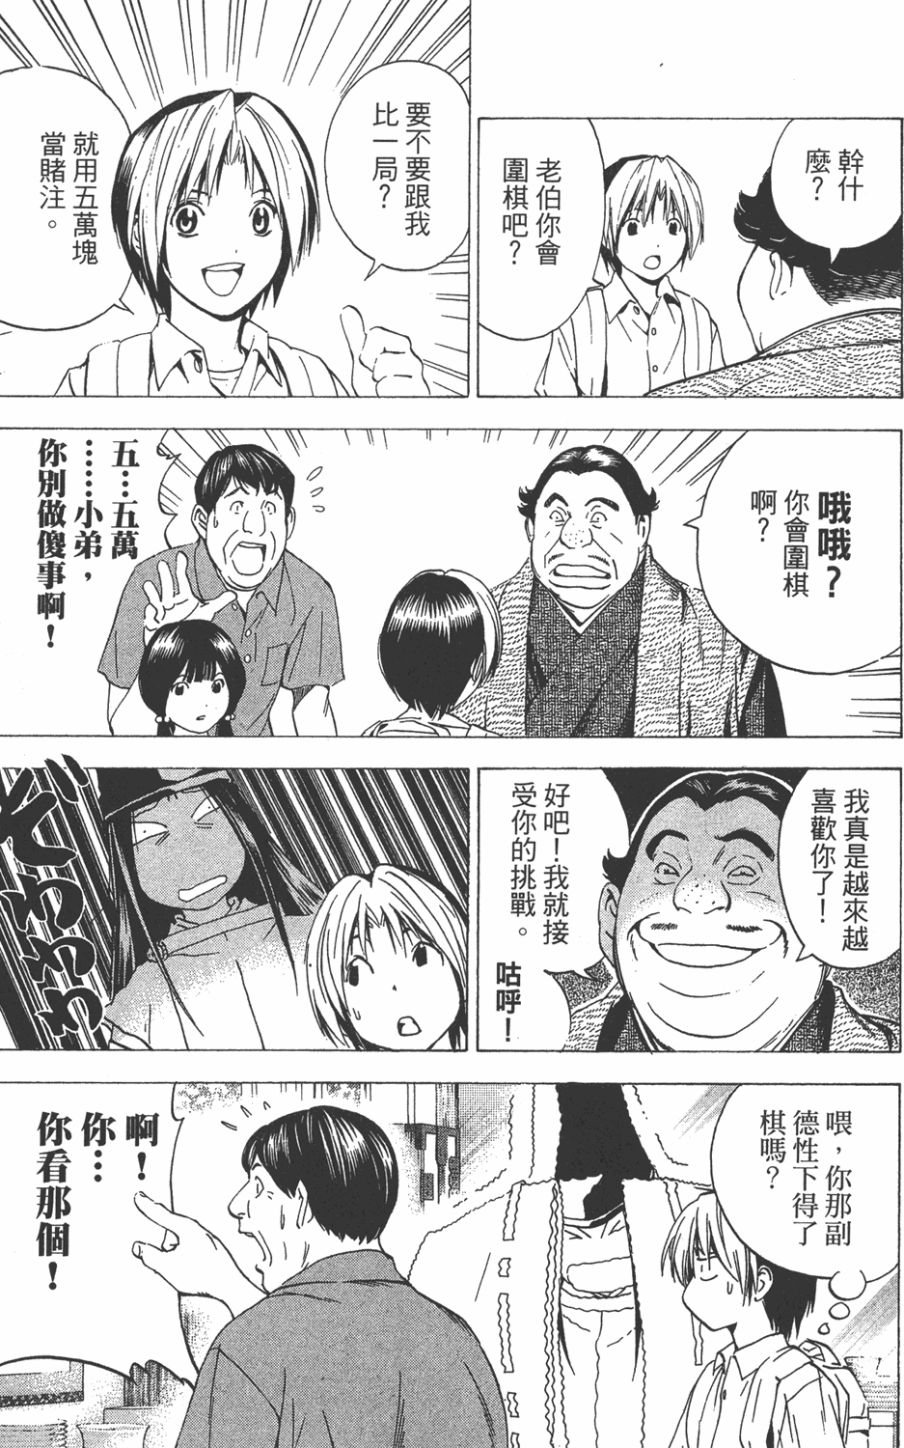 幹什
麼？
老伯你會
圍棋吧？
要不要跟我
比一局？
就用五萬塊
當賭注。
哦哦？
你會圍棋
啊？
五…五萬
……小弟，
你別做傻事啊！
我真是越來越
喜歡你了！
好吧！我就接
受你的挑戰。
咕呼！
ぞわわわ
喂，你那副
德性下得了
棋嗎？
啊！
你…
你看那個！